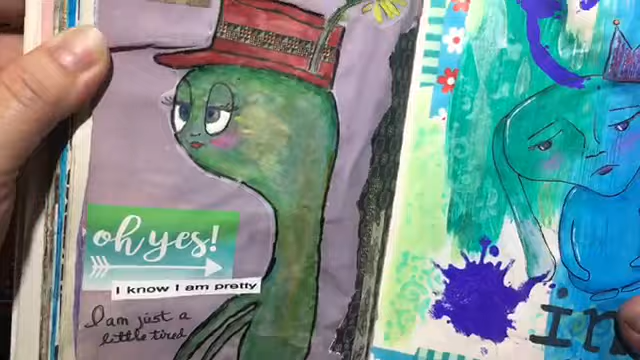 oh yes!
I know I am pretty
I am just a
little tired
in